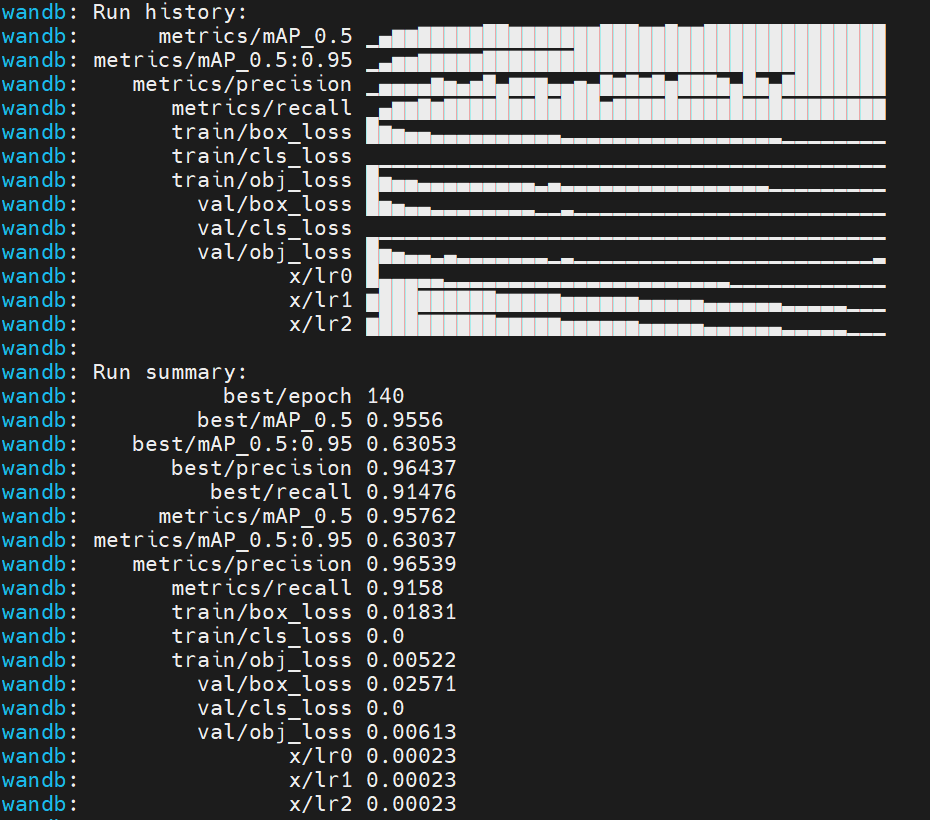 wandb: Run history:
wandb: metrics/mAP_0.5
wandb: metrics/mAP_0.5:0.95
wandb: metrics/precision
wandb: metrics/recall
wandb: train/box_loss
wandb: train/cls_loss
wandb: train/obj_loss
wandb: val/box_loss
wandb: val/cls_loss
wandb: val/obj_loss
wandb: x/lr0
wandb: x/lr1
wandb: x/lr2
wandb:
wandb: Run summary:
wandb: best/epoch 140
wandb: best/mAP_0.5 0.9556
wandb: best/mAP_0.5:0.95 0.63053
wandb: best/precision 0.96437
wandb: best/recall 0.91476
wandb: metrics/mAP_0.5 0.95762
wandb: metrics/mAP_0.5:0.95 0.63037
wandb: metrics/precision 0.96539
wandb: metrics/recall 0.9158
wandb: train/box_loss 0.01831
wandb: train/cls_loss 0.0
wandb: train/obj_loss 0.00522
wandb: val/box_loss 0.02571
wandb: val/cls_loss 0.0
wandb: val/obj_loss 0.00613
wandb: x/lr0 0.00023
wandb: x/lr1 0.00023
wandb: x/lr2 0.00023